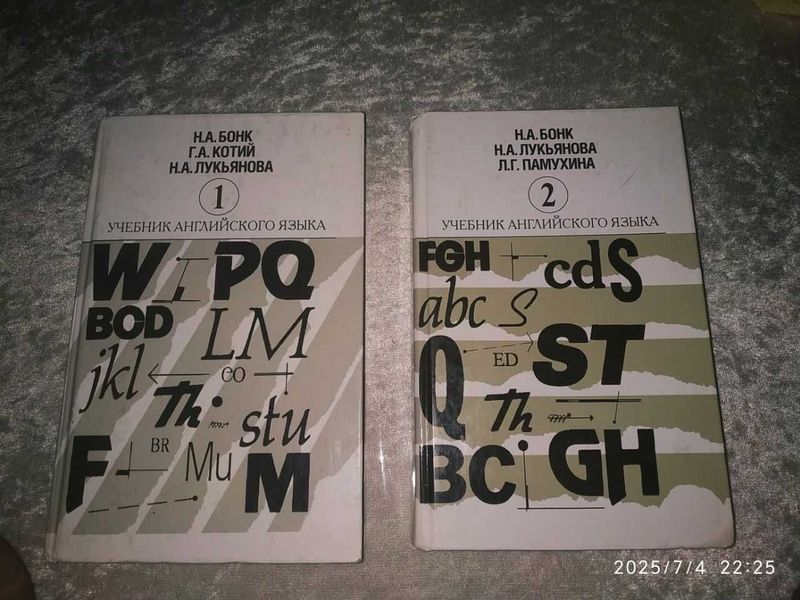 Н.А. БОНК
Г.А. КОТИЙ
Н.А. ЛУКЬЯНОВА
1
УЧЕБНИК АНГЛИЙСКОГО ЯЗЫКА
W PQ
BOD
LM
jkl
CO
Th
stu
BR
F
Mu M
Н.А. БОНК
Н.А. ЛУКЬЯНОВА
Л.Г. ПАМУХИНА
2
УЧЕБНИК АНГЛИЙСКОГО ЯЗЫКА
FGH cdS
abc S
Q ED ST
Th
BC GH
2025/7/4 22:25